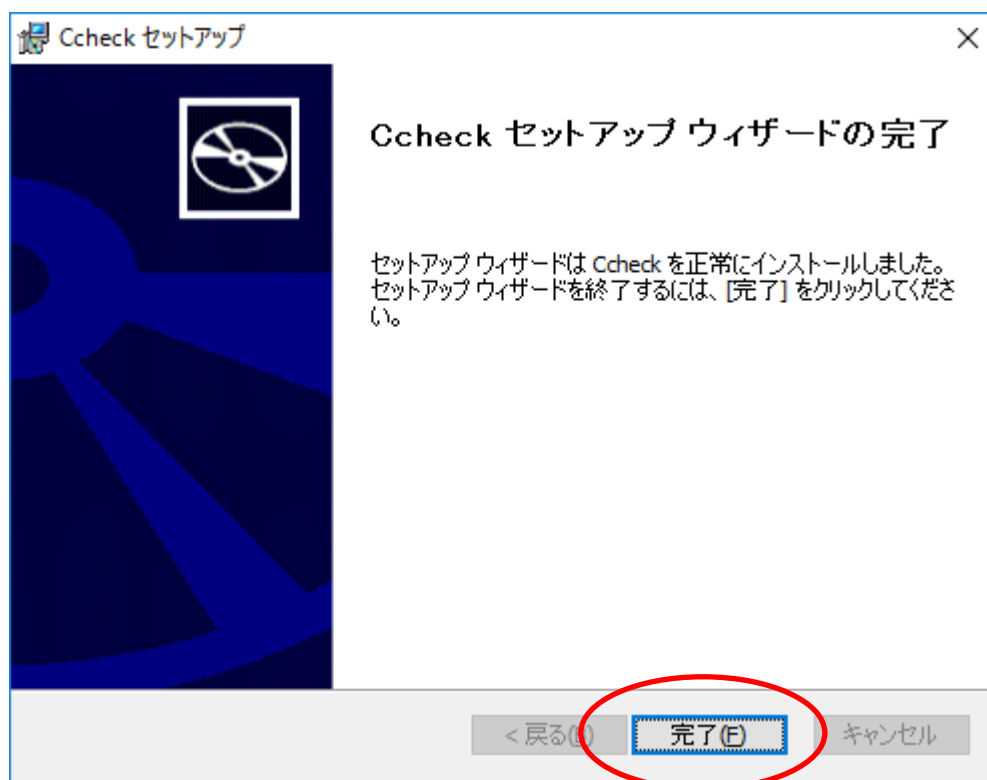 Ccheck セットアップ
Ccheck セットアップ ウィザードの完了
セットアップ ウィザードは Ccheck を正常にインストールしました。
セットアップ ウィザードを終了するには、[完了] をクリックしてくださ
い。
< 戻る(B) 完了(F) キャンセル